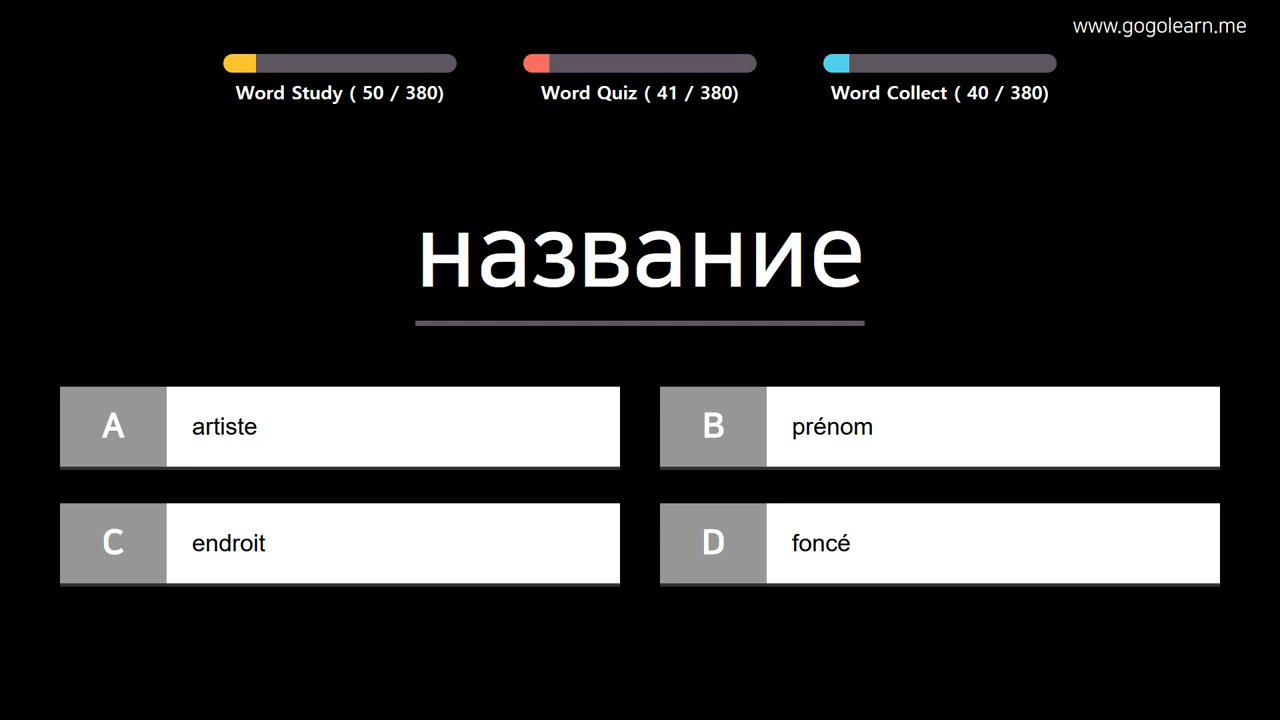 www.gogolearn.me
Word Study ( 50 / 380)
Word Quiz ( 41 / 380)
Word Collect ( 40 / 380)
название
A artiste
B prénom
C endroit
D foncé